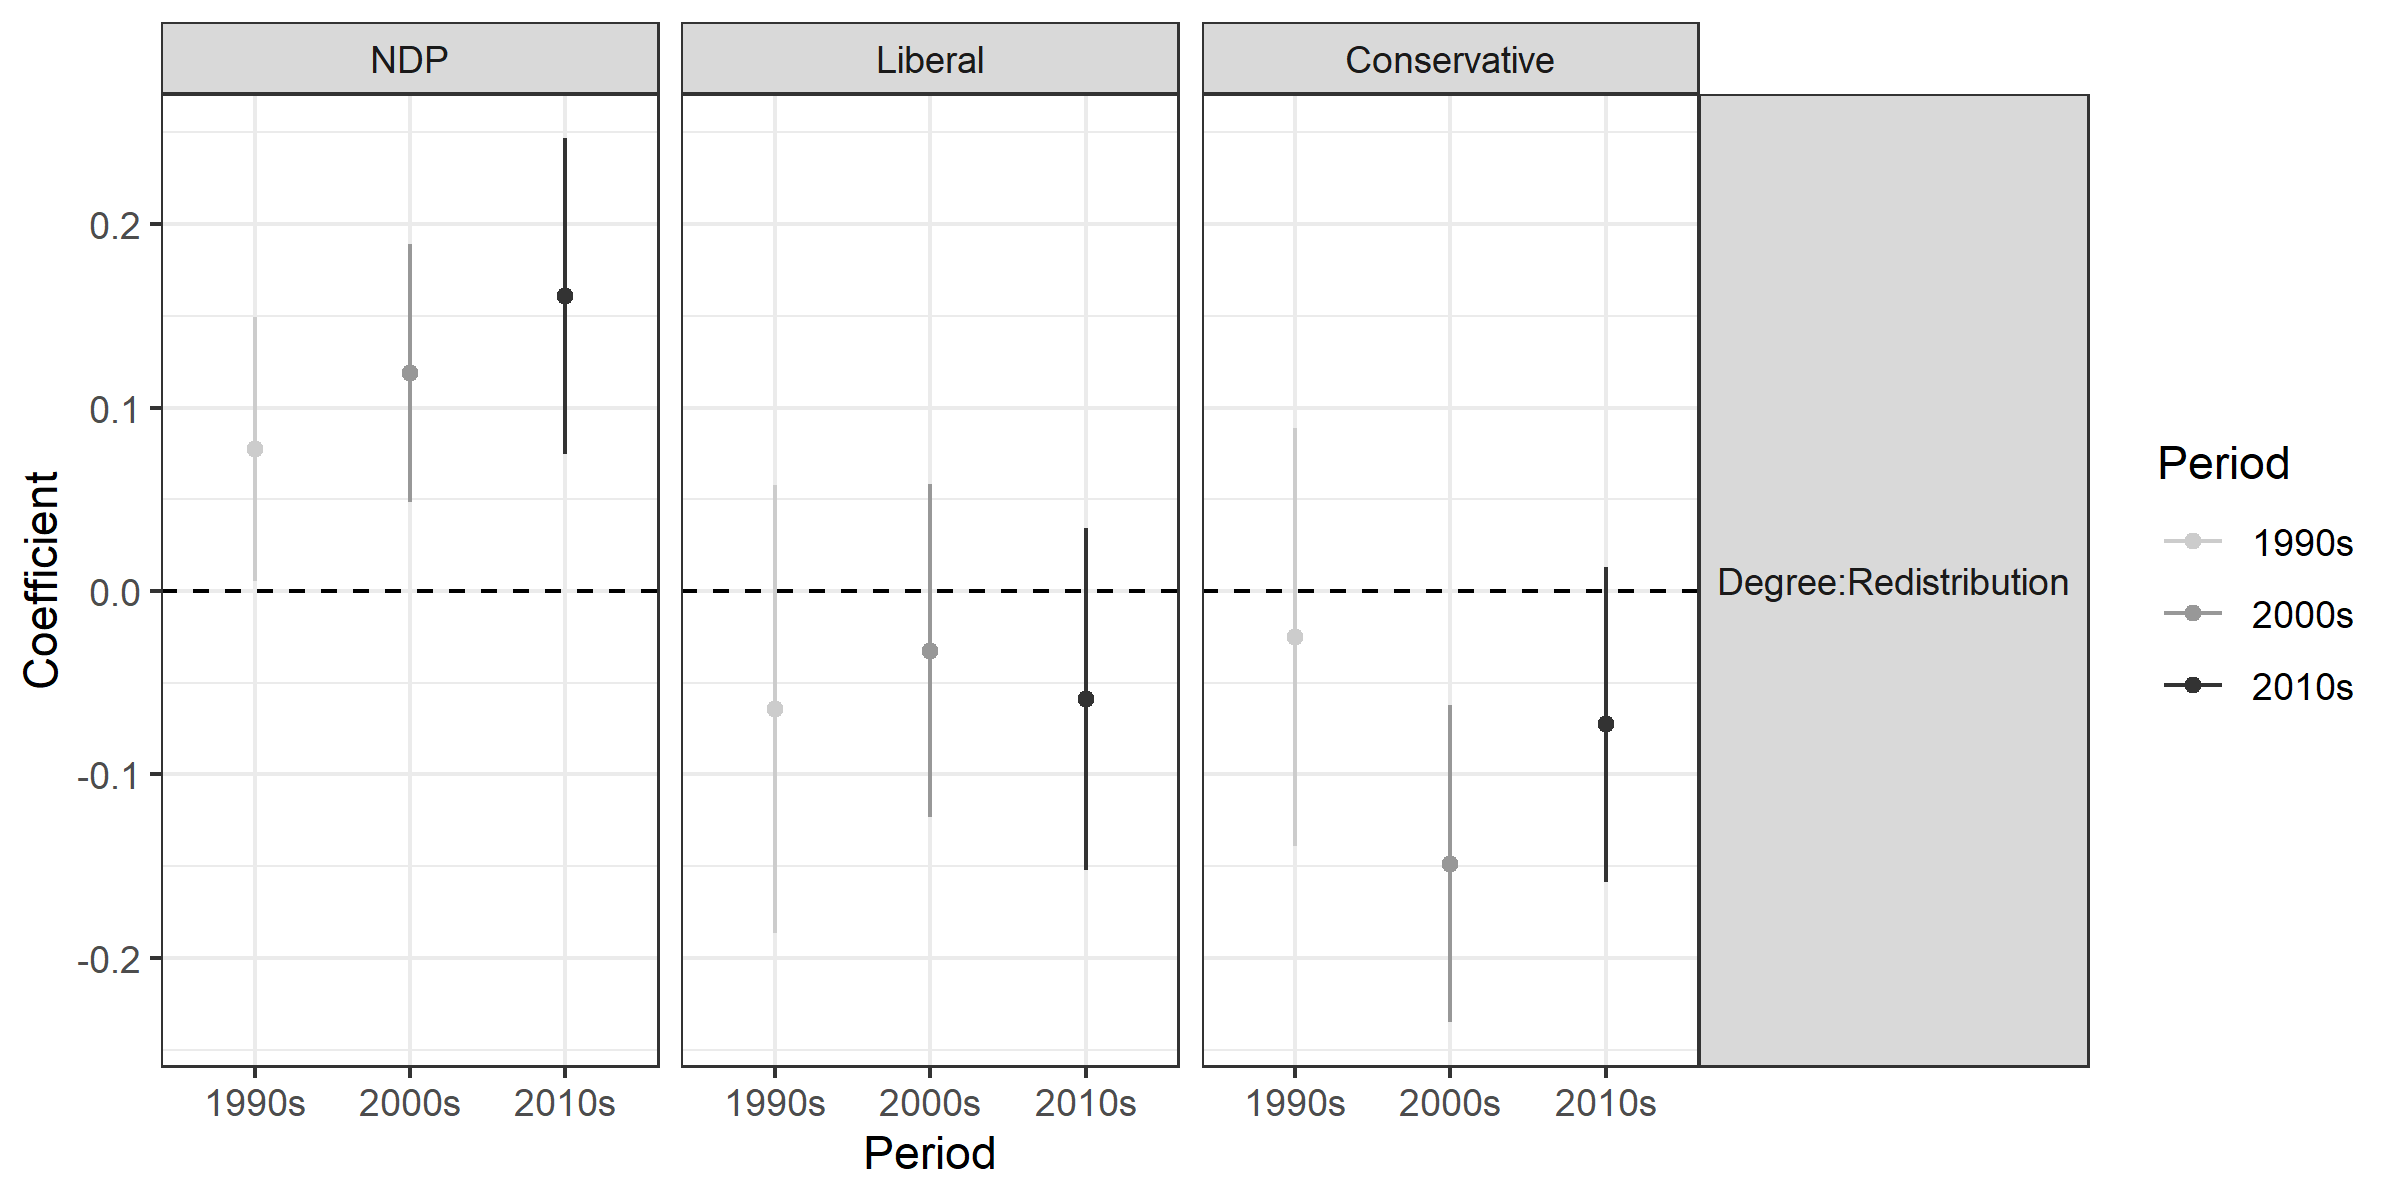 NDP Liberal Conservative
0.2
0.1
0.0
-0.1
-0.2
Coefficient
Degree:Redistribution
1990s 2000s 2010s 1990s 2000s 2010s 1990s 2000s 2010s
Period
Period
1990s
2000s
2010s